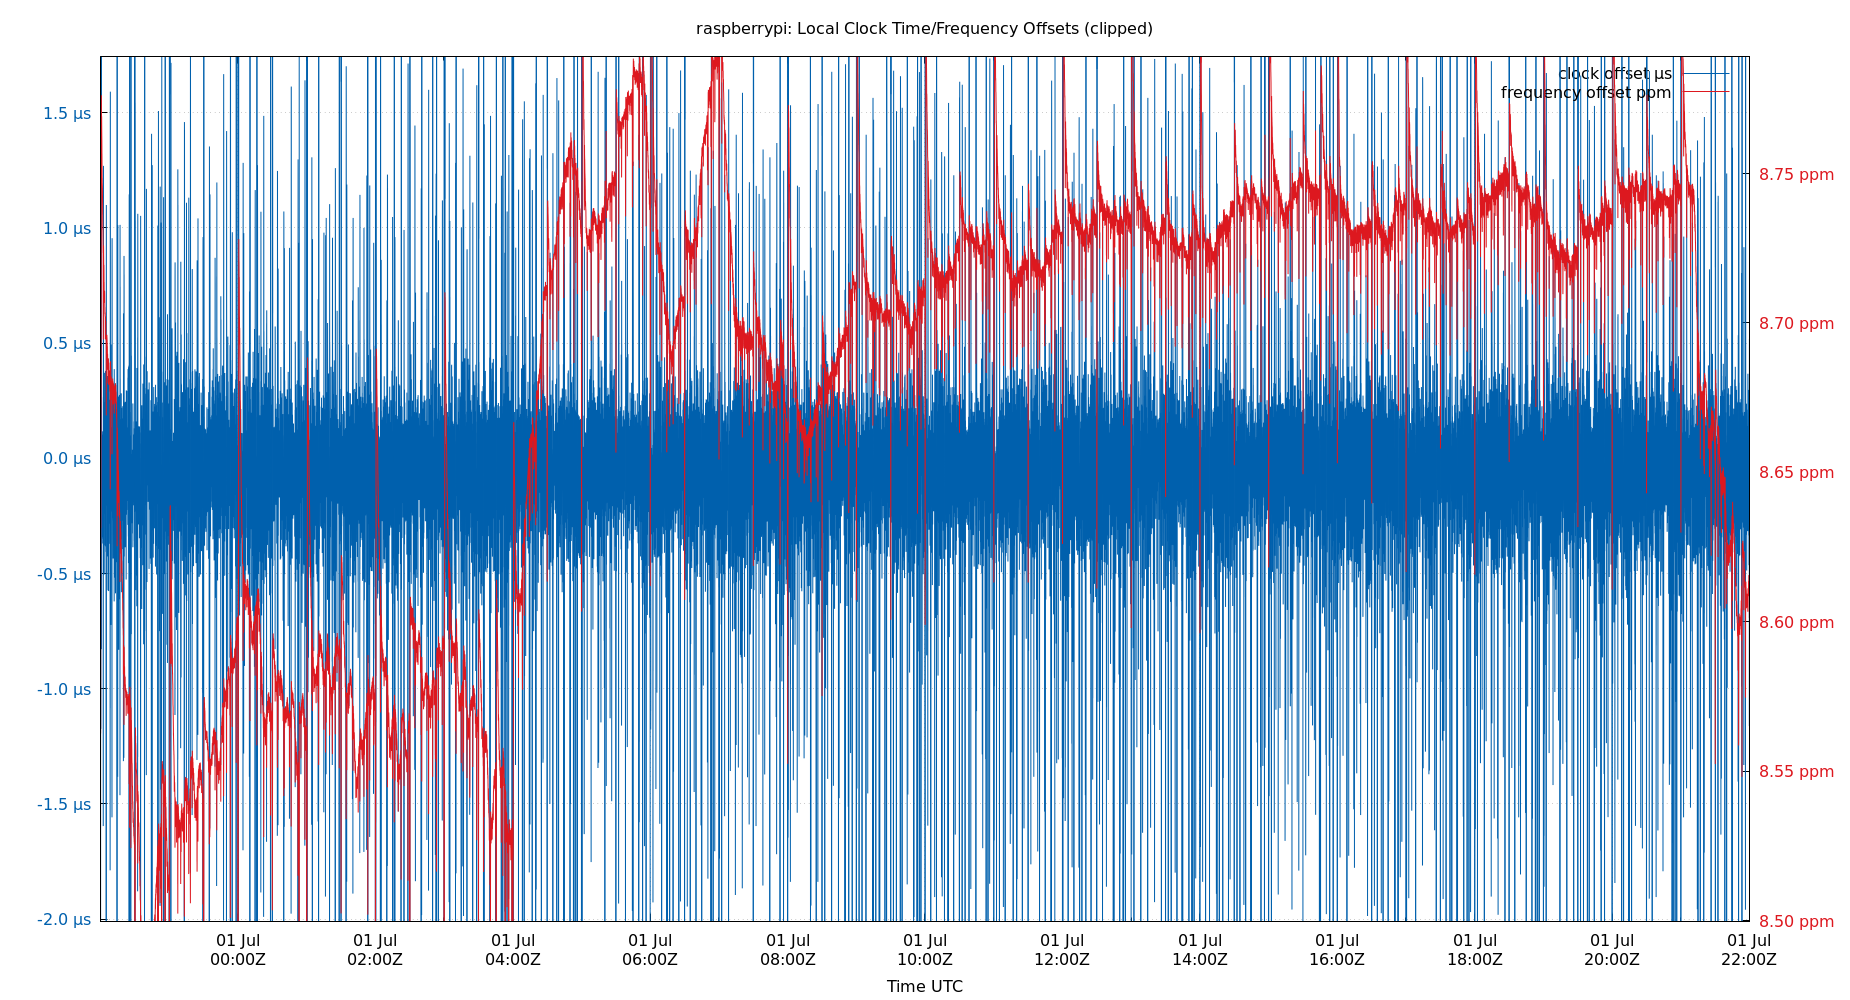 raspberrypi: Local Clock Time/Frequency Offsets (clipped)
clock offset µs
frequency offset ppm
1.5 µs
1.0 µs
0.5 µs
0.0 µs
-0.5 µs
-1.0 µs
-1.5 µs
-2.0 µs
8.75 ppm
8.70 ppm
8.65 ppm
8.60 ppm
8.55 ppm
8.50 ppm
01 Jul 01 Jul 01 Jul 01 Jul 01 Jul 01 Jul 01 Jul 01 Jul 01 Jul 01 Jul 01 Jul 01 Jul
00:00Z 02:00Z 04:00Z 06:00Z 08:00Z 10:00Z 12:00Z 14:00Z 16:00Z 18:00Z 20:00Z 22:00Z
Time UTC